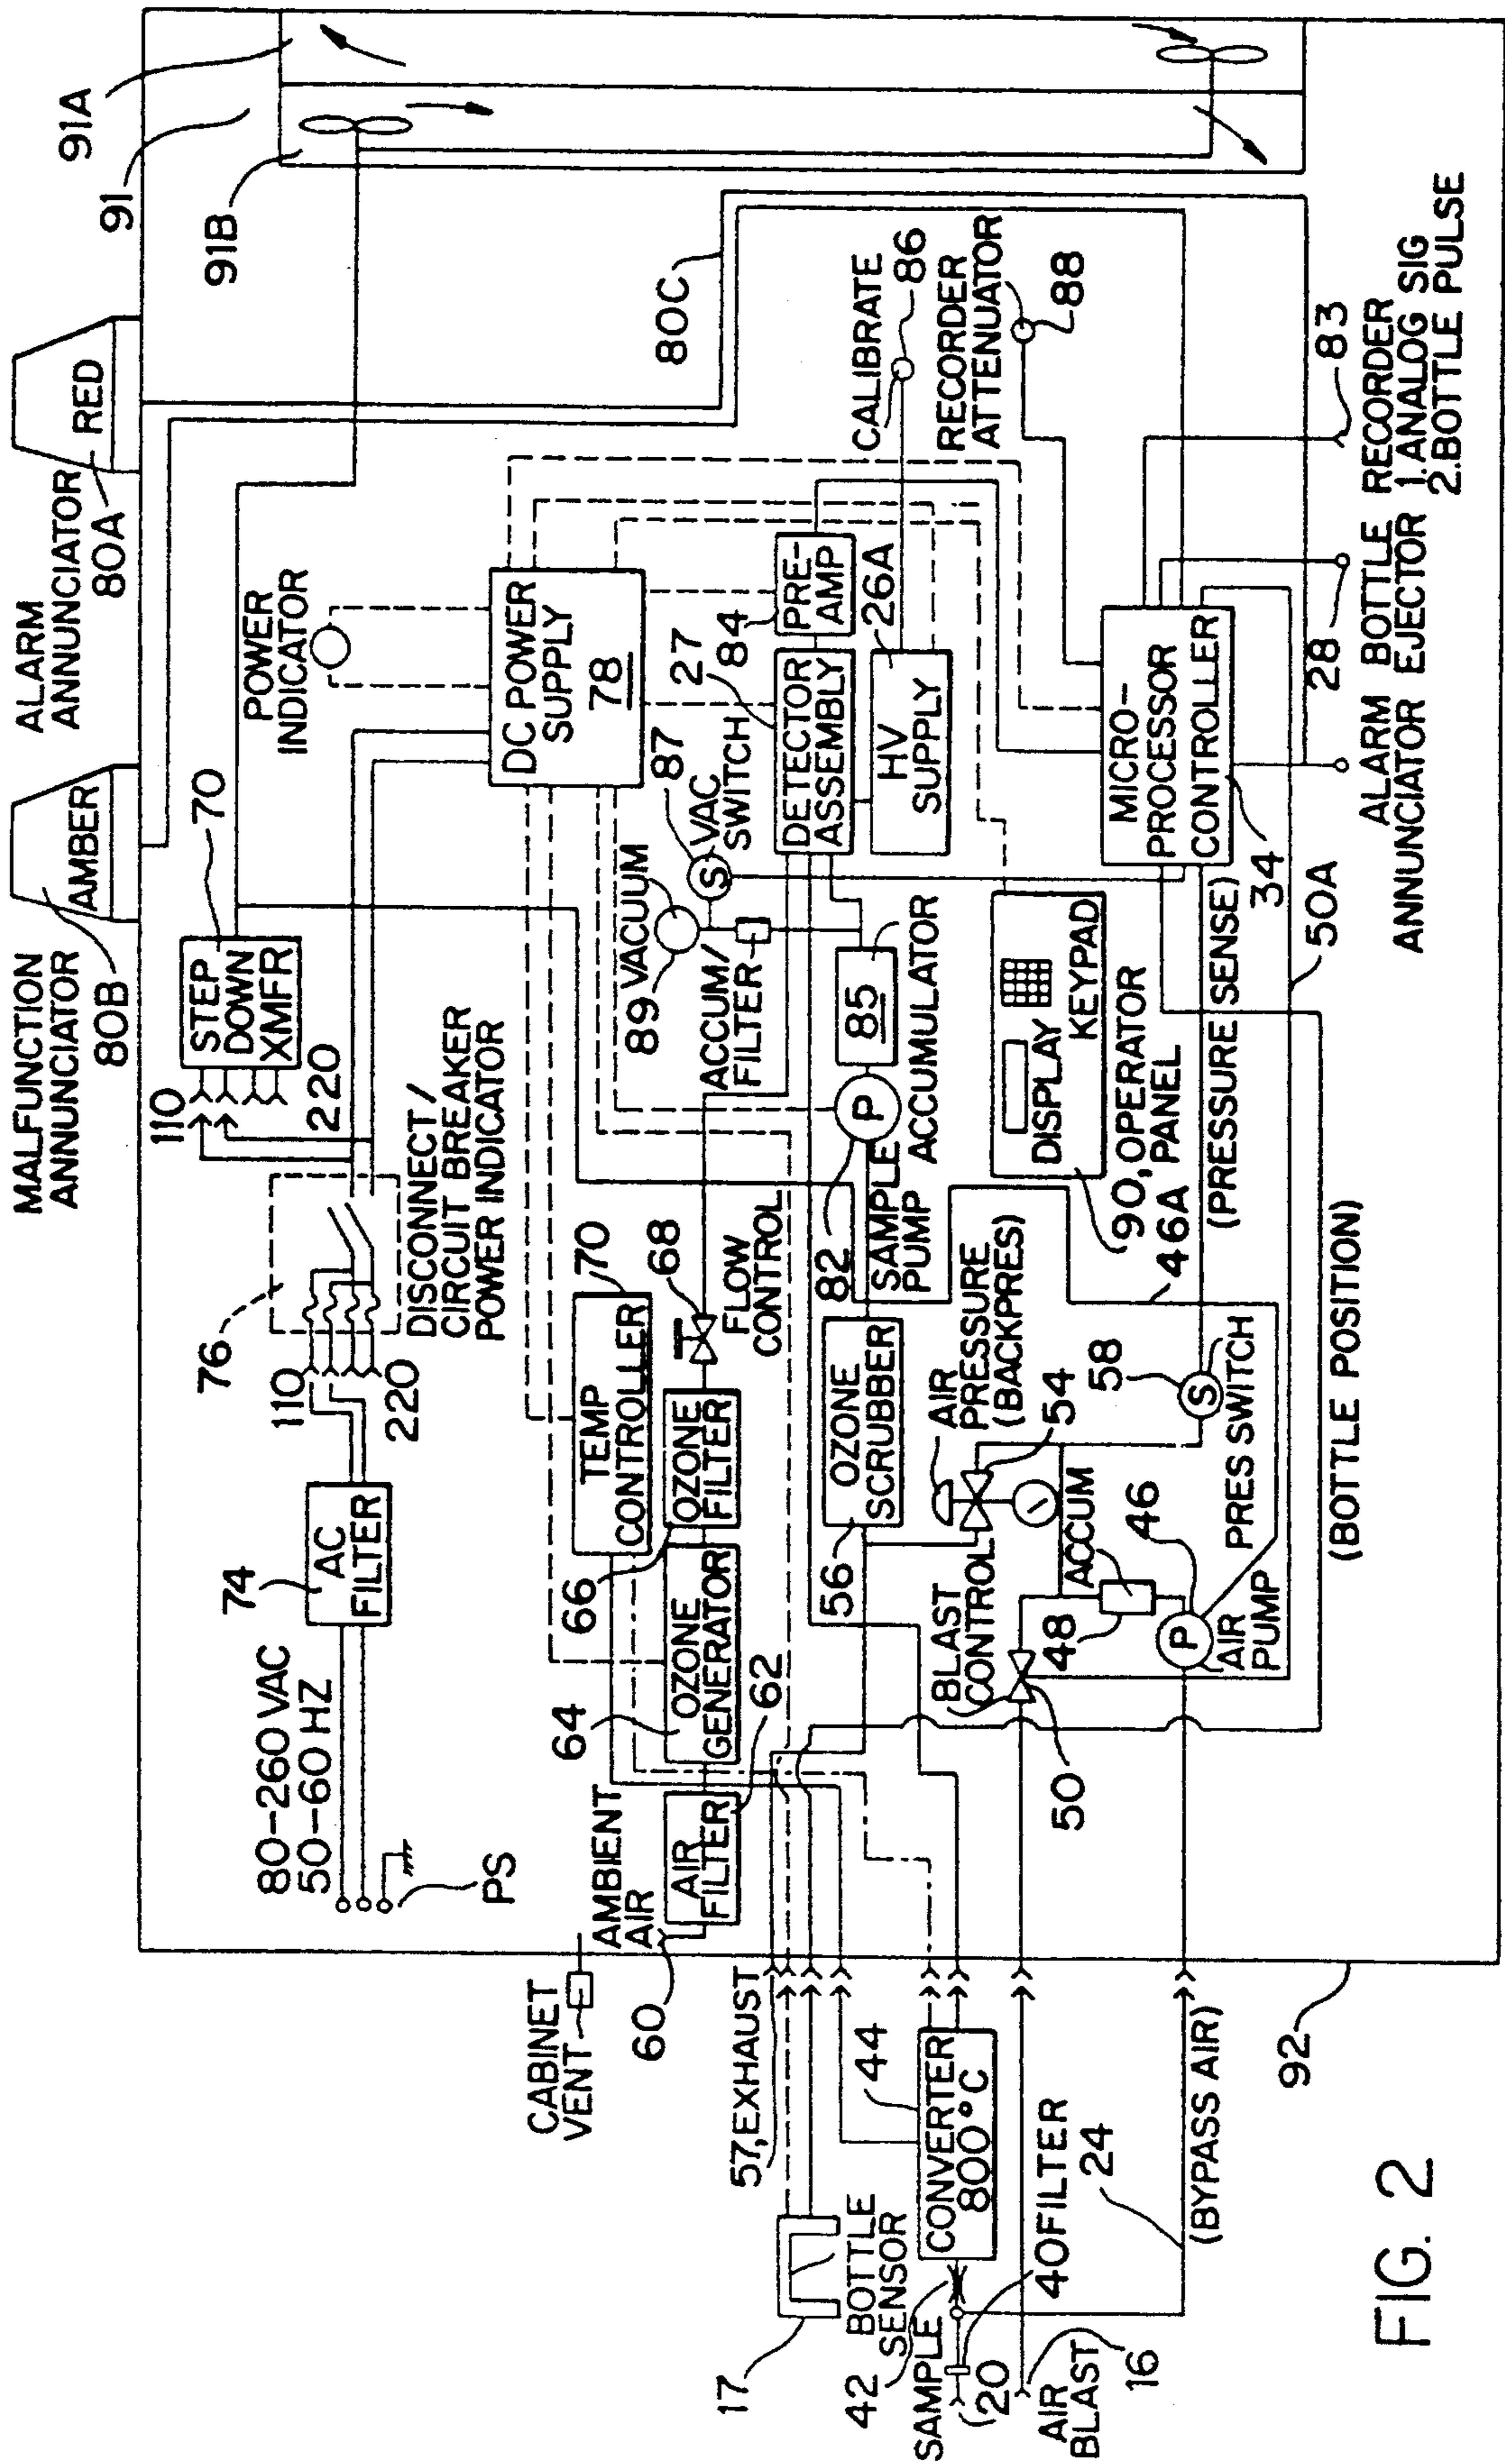 MALFUNCTION
ANNUNCIATOR
80B
AMBER
ALARM
ANNUNCIATOR
80A
RED
91A
91
91B
80-260 VAC
50-60 HZ
PS
74
AC
FILTER
110
220
76
DISCONNECT/
CIRCUIT BREAKER
POWER INDICATOR
110
220
STEP
DOWN
XMFR
70
POWER
INDICATOR
80C
CABINET
VENT
AMBIENT
AIR
60
AIR
FILTER
62
64
OZONE
GENERATOR
66
OZONE
FILTER
TEMP
CONTROLLER
70
68
FLOW
CONTROL
DC POWER
SUPPLY
78
89
VACUUM
ACCUM/
FILTER
87
VAC
SWITCH
S
27
DETECTOR
ASSEMBLY
84
PRE-
AMP
26A
HV
SUPPLY
CALIBRATE
86
RECORDER
ATTENUATOR
88
57, EXHAUST
17
BOTTLE
SENSOR
44
CONVERTER
800°C
42
SAMPLE
20
40 FILTER
AIR
BLAST
16
24
(BYPASS AIR)
56
OZONE
SCRUBBER
82
SAMPLE
PUMP
P
85
ACCUMULATOR
AIR
PRESSURE
(BACKPRES)
54
BLAST
CONTROL
50
ACCUM
48
46
P
AIR
PUMP
58
S
PRES SWITCH
46A
DISPLAY
KEYPAD
90, OPERATOR
PANEL
(PRESSURE SENSE)
MICRO-
PROCESSOR
CONTROLLER
34
50A
(BOTTLE POSITION)
28
83
ALARM BOTTLE RECORDER
ANNUNCIATOR EJECTOR 1. ANALOG SIG
2. BOTTLE PULSE
92
FIG. 2